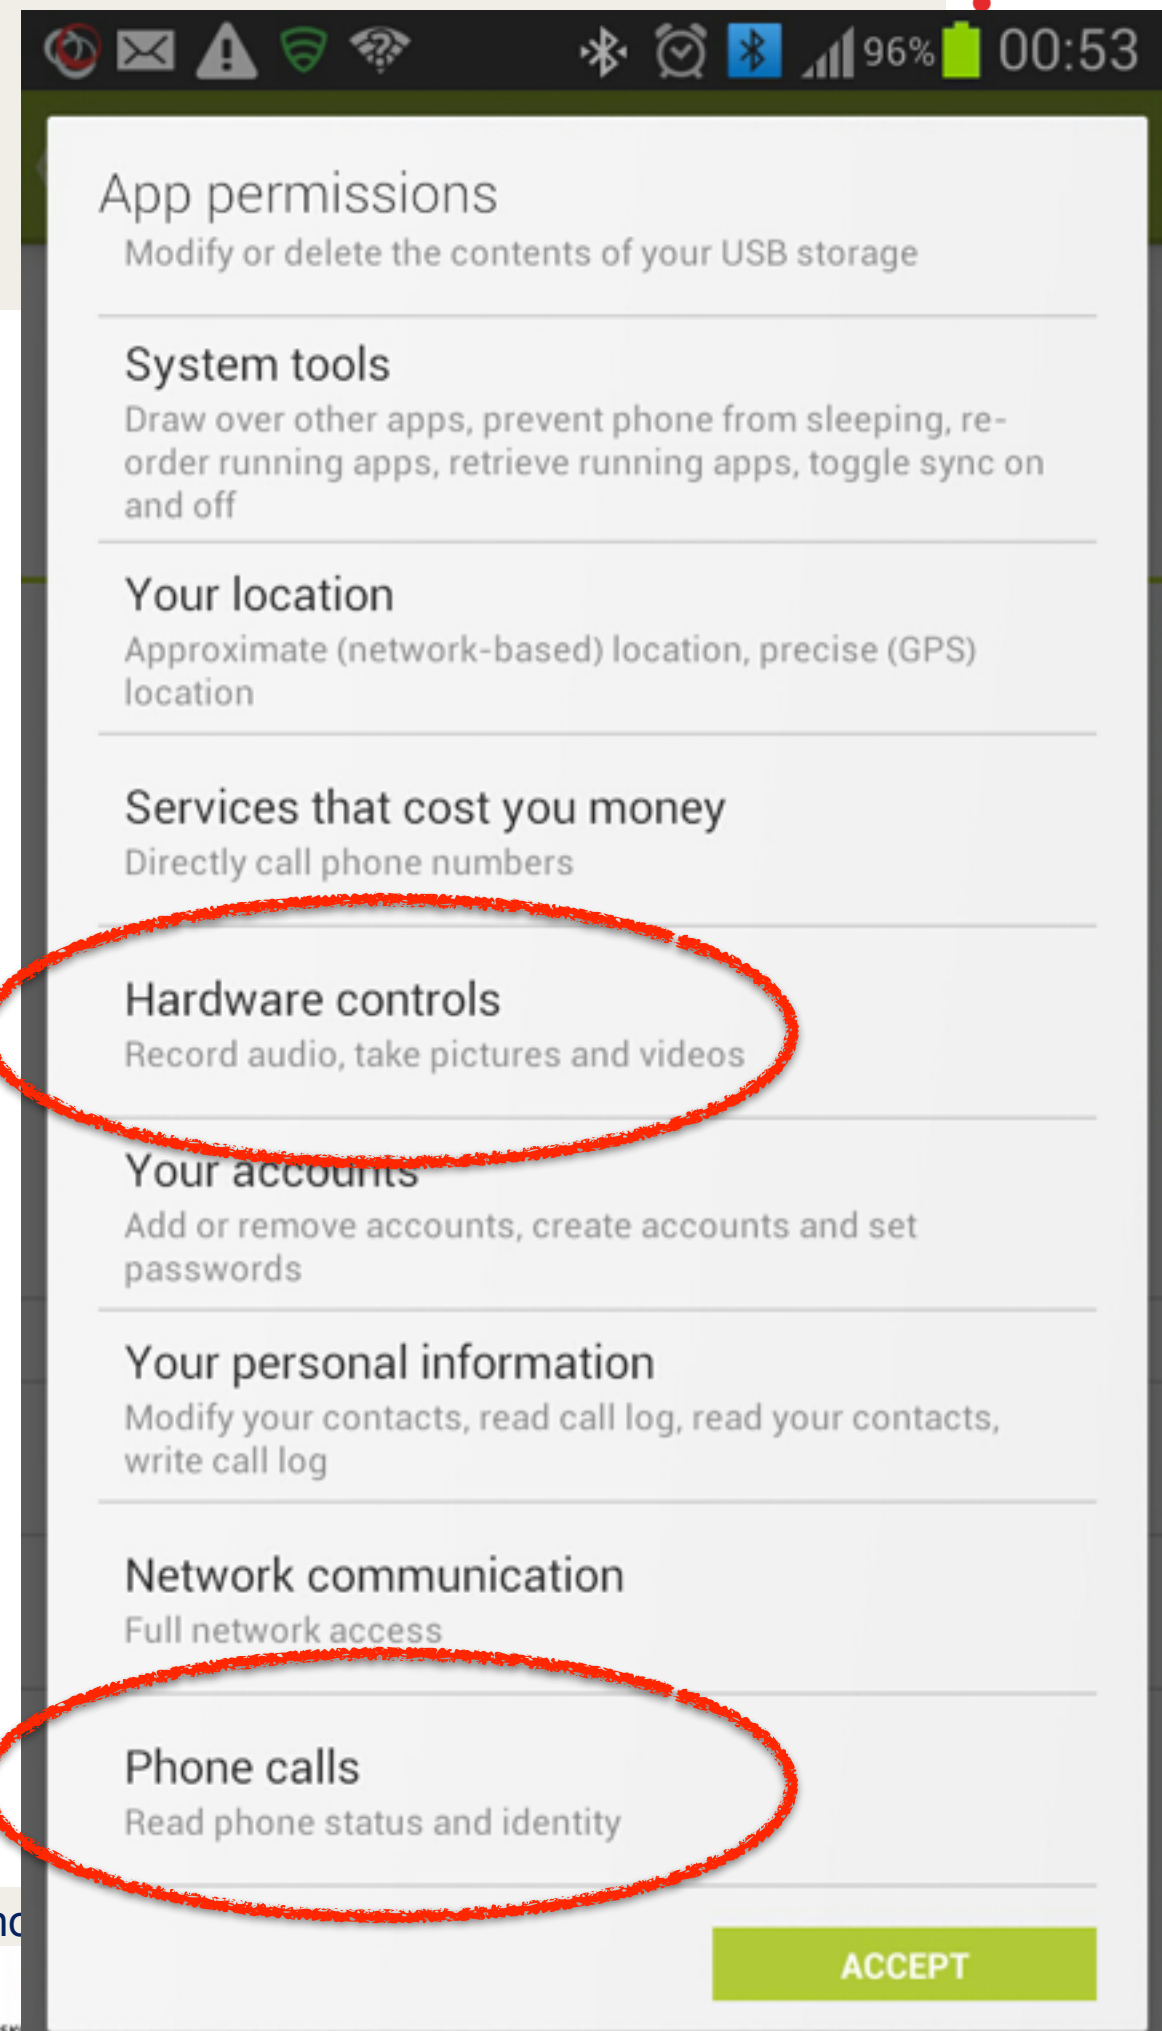 96% 00:53
App permissions
Modify or delete the contents of your USB storage
System tools
Draw over other apps, prevent phone from sleeping, re-
order running apps, retrieve running apps, toggle sync on
and off
Your location
Approximate (network-based) location, precise (GPS)
location
Services that cost you money
Directly call phone numbers
Hardware controls
Record audio, take pictures and videos
Your accounts
Add or remove accounts, create accounts and set
passwords
Your personal information
Modify your contacts, read call log, read your contacts,
write call log
Network communication
Full network access
Phone calls
Read phone status and identity
ACCEPT